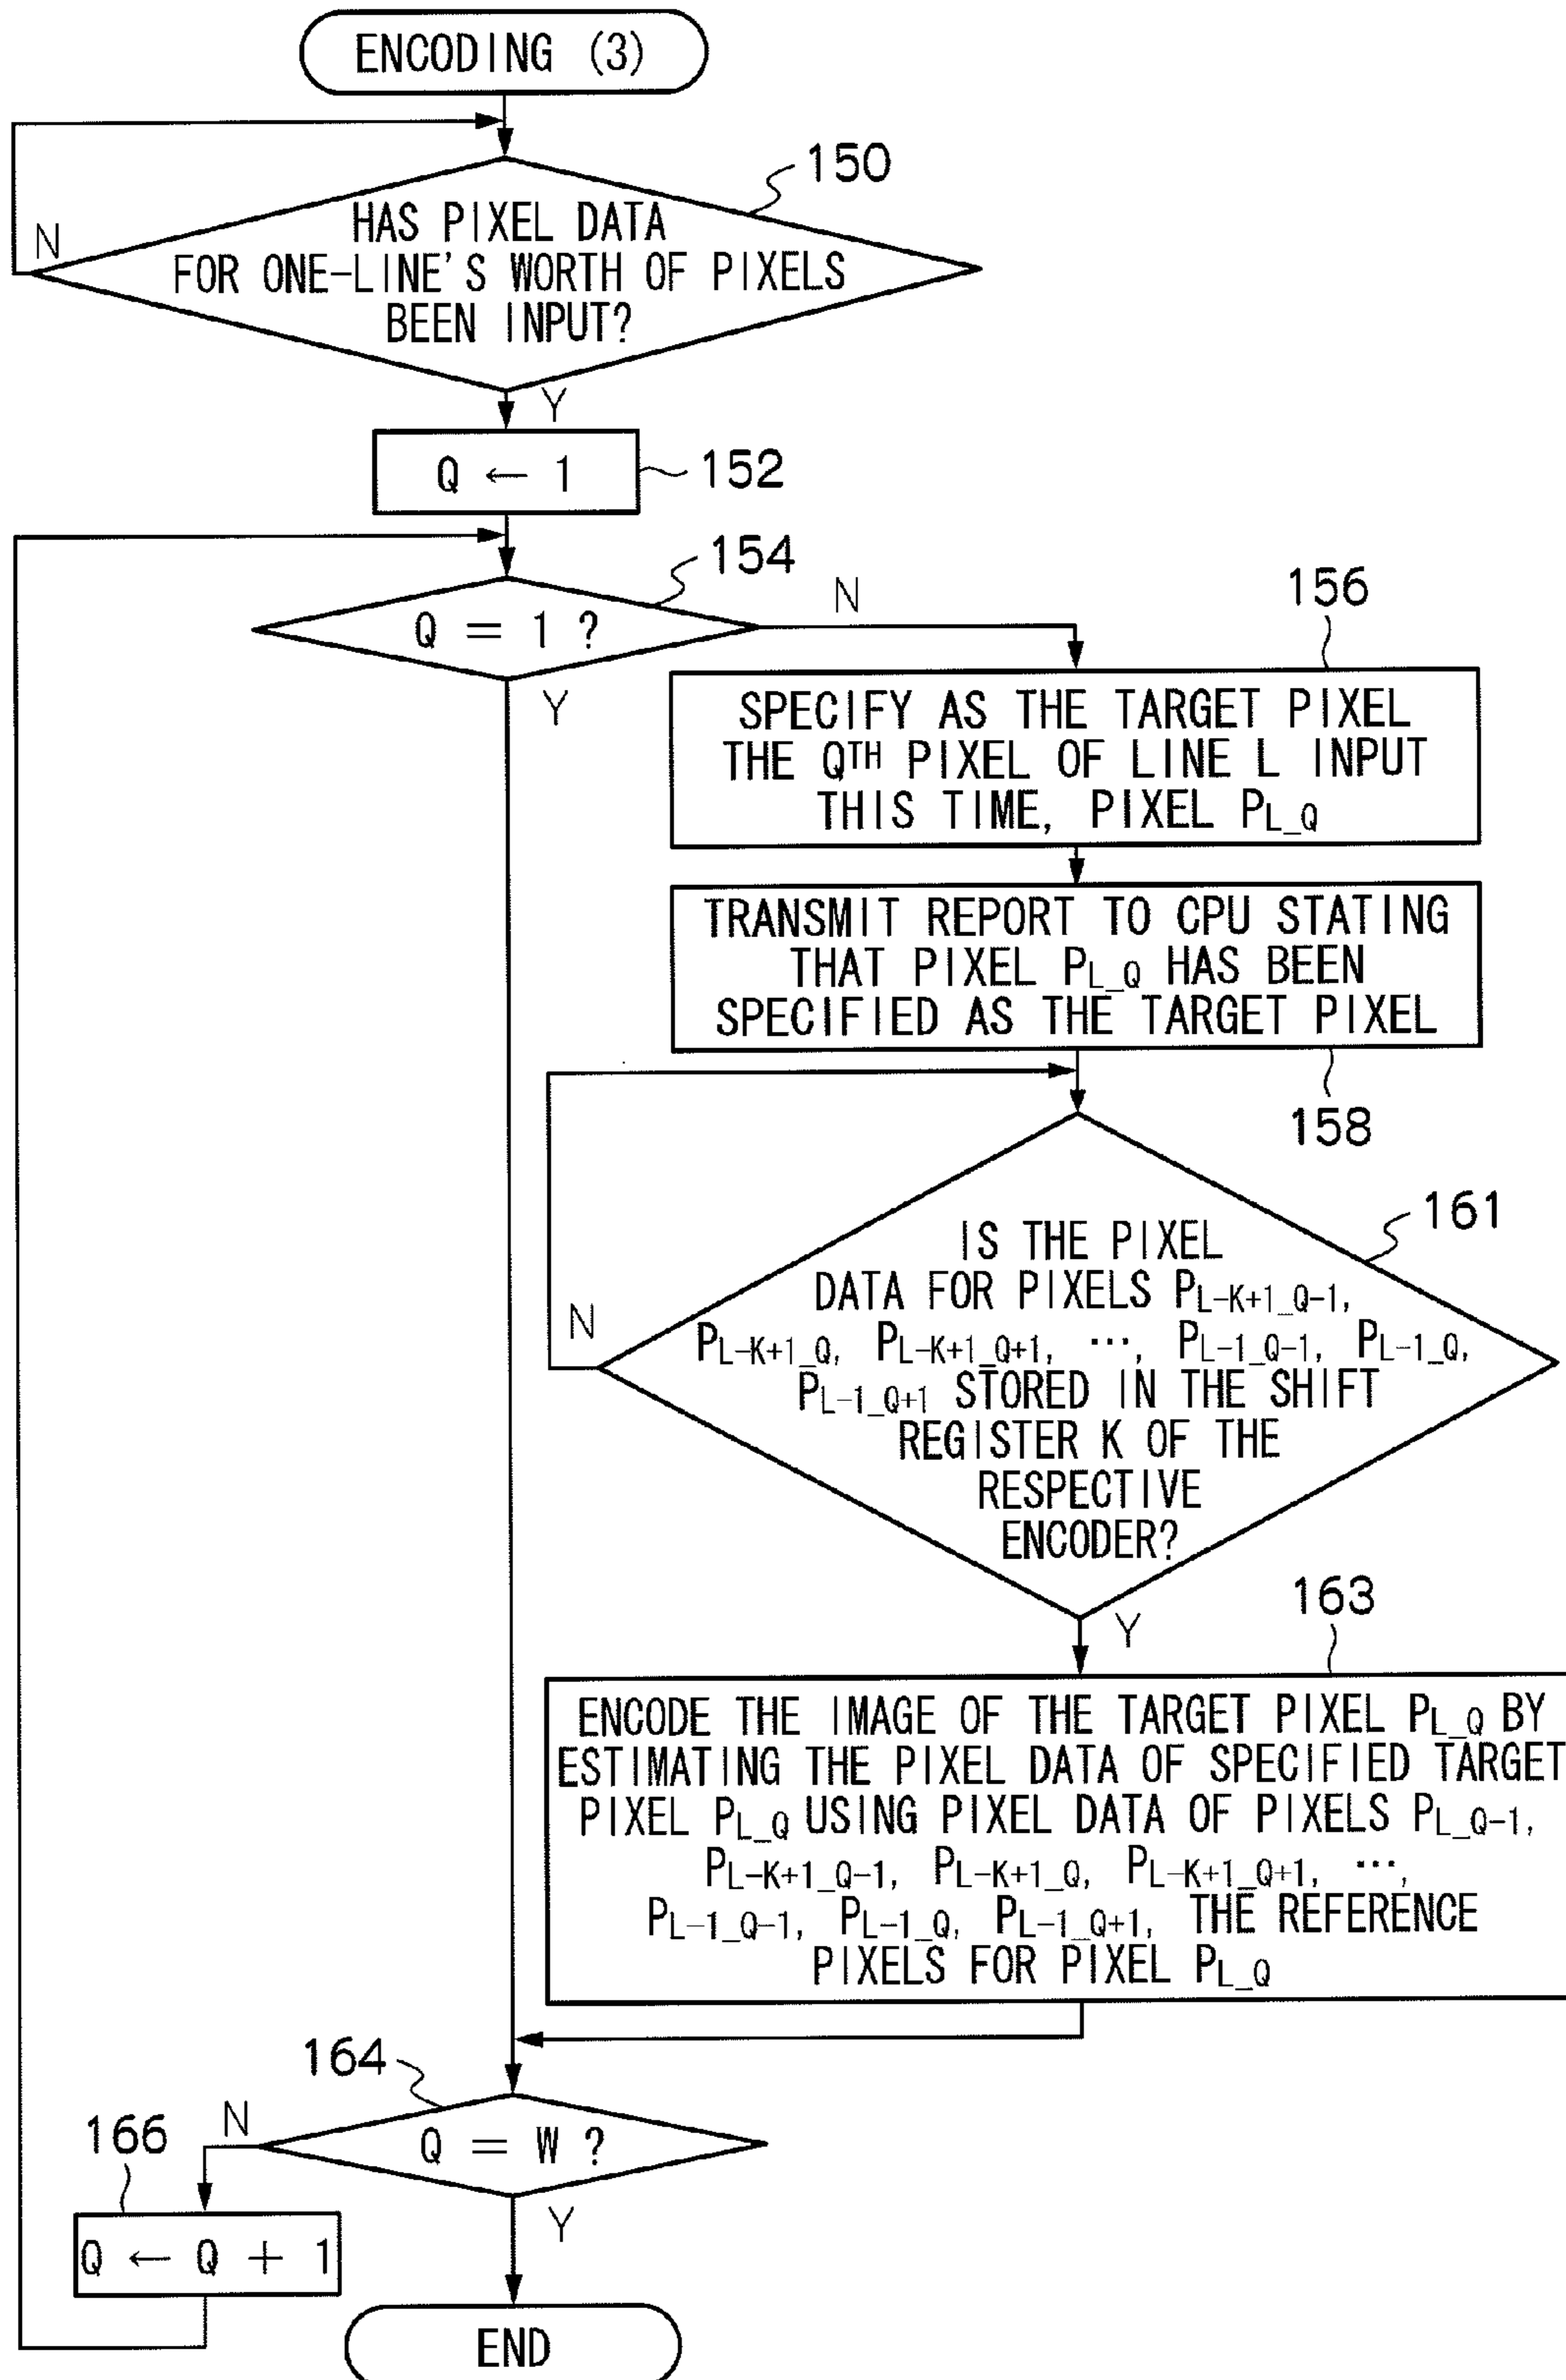 ENCODING (3)
150
HAS PIXEL DATA
FOR ONE-LINE'S WORTH OF PIXELS
BEEN INPUT?
N
Y
Q ← 1
152
154
Q = 1 ?
N
Y
156
SPECIFY AS THE TARGET PIXEL
THE QTH PIXEL OF LINE L INPUT
THIS TIME, PIXEL PL_Q
TRANSMIT REPORT TO CPU STATING
THAT PIXEL PL_Q HAS BEEN
SPECIFIED AS THE TARGET PIXEL
158
161
IS THE PIXEL
DATA FOR PIXELS PL-K+1_Q-1,
PL-K+1_Q, PL-K+1_Q+1, ···, PL-1_Q-1, PL-1_Q,
PL-1_Q+1 STORED IN THE SHIFT
REGISTER K OF THE
RESPECTIVE
ENCODER?
N
Y
163
ENCODE THE IMAGE OF THE TARGET PIXEL PL_Q BY
ESTIMATING THE PIXEL DATA OF SPECIFIED TARGET
PIXEL PL_Q USING PIXEL DATA OF PIXELS PL_Q-1,
PL-K+1_Q-1, PL-K+1_Q, PL-K+1_Q+1, ···,
PL-1_Q-1, PL-1_Q, PL-1_Q+1, THE REFERENCE
PIXELS FOR PIXEL PL_Q
164
Q = W ?
N
Y
166
Q ← Q + 1
END